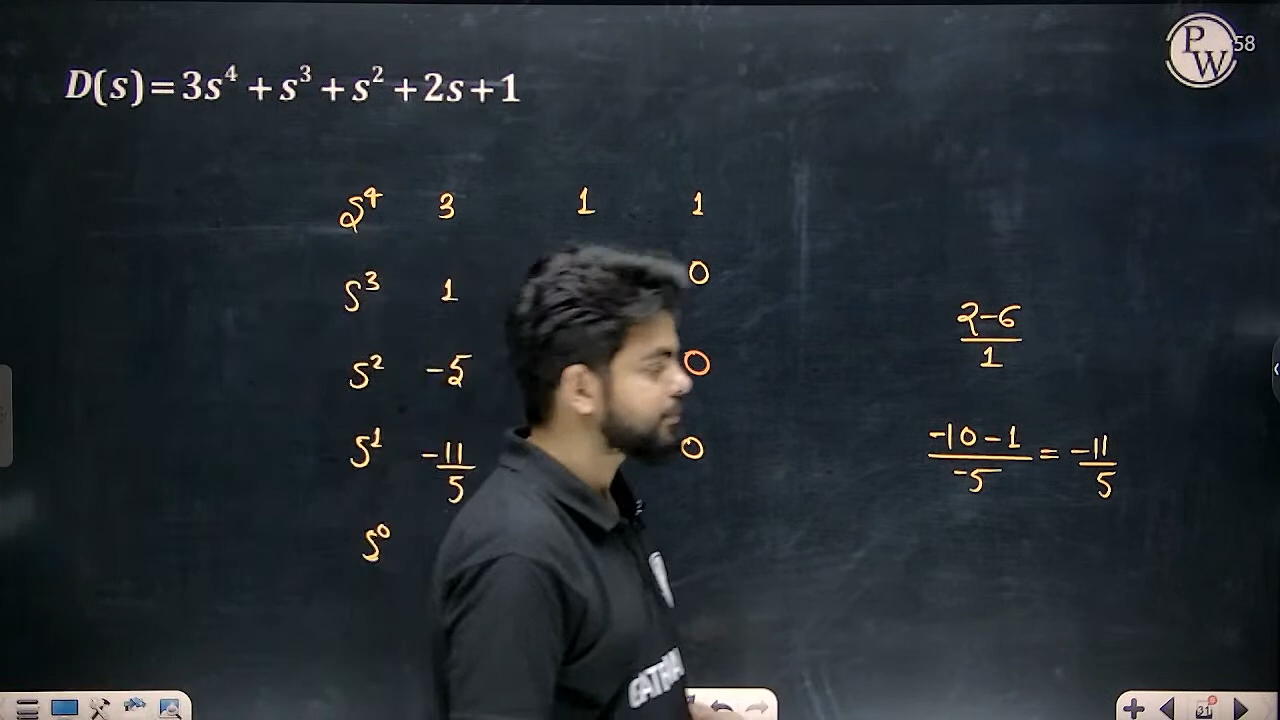 D(s)=3s⁴+s³+s²+2s+1
PW
58
S⁴ 3 1 1
S³ 1 0
S² -5 0
S¹ -11/5 0
S⁰
2-6/1
-10-1/-5 = -11/5
31